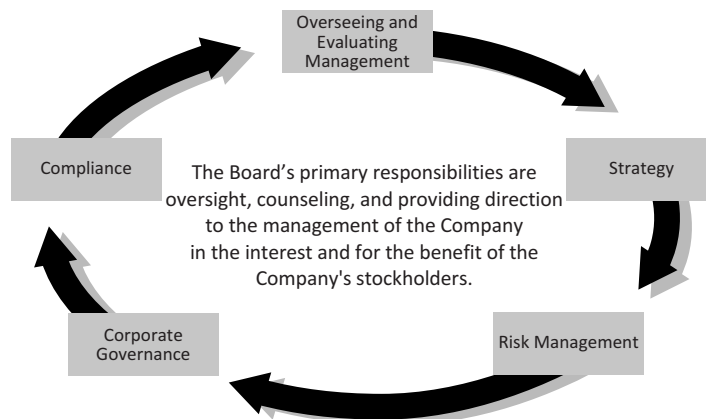 Overseeing and
Evaluating
Management
Compliance
Strategy
The Board’s primary responsibilities are
oversight, counseling, and providing direction
to the management of the Company
in the interest and for the benefit of the
Company's stockholders.
Corporate
Governance
Risk Management